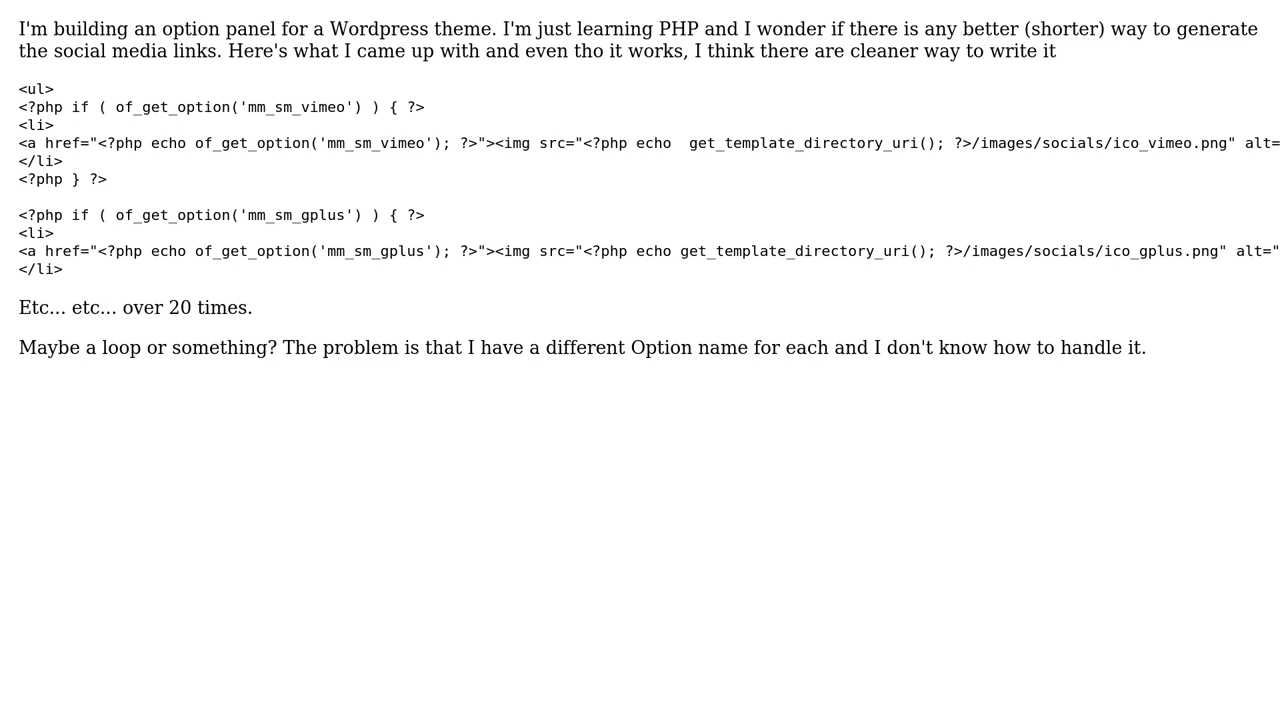 I'm building an option panel for a Wordpress theme. I'm just learning PHP and I wonder if there is any better (shorter) way to generate
the social media links. Here's what I came up with and even tho it works, I think there are cleaner way to write it
<ul>
<?php if ( of_get_option('mm_sm_vimeo') ) { ?>
<li>
<a href="<?php echo of_get_option('mm_sm_vimeo'); ?>"><img src="<?php echo  get_template_directory_uri(); ?>/images/socials/ico_vimeo.png" alt=
</li>
<?php } ?>
<?php if ( of_get_option('mm_sm_gplus') ) { ?>
<li>
<a href="<?php echo of_get_option('mm_sm_gplus'); ?>"><img src="<?php echo get_template_directory_uri(); ?>/images/socials/ico_gplus.png" alt="
</li>
Etc... etc... over 20 times.
Maybe a loop or something? The problem is that I have a different Option name for each and I don't know how to handle it.